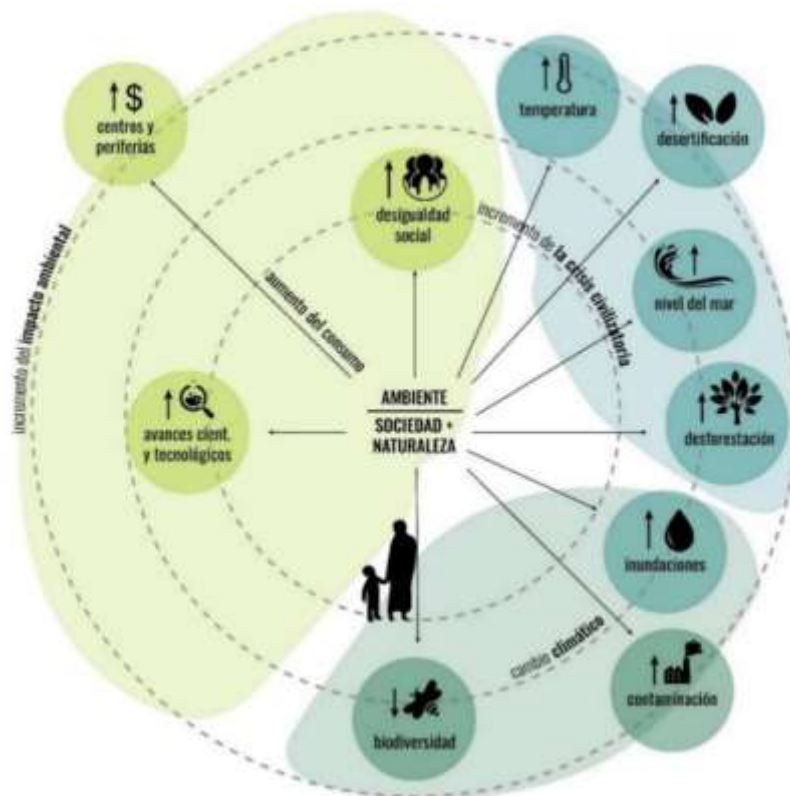 $
centros y
periferias
temperatura
desertificación
desigualdad
social
incremento de la crisis civilizatoria
nivel del mar
incremento del impacto ambiental
aumento del consumo
AMBIENTE
SOCIEDAD +
NATURALEZA
avances cient.
y tecnológicos
desforestación
inundaciones
cambio climático
contaminación
biodiversidad